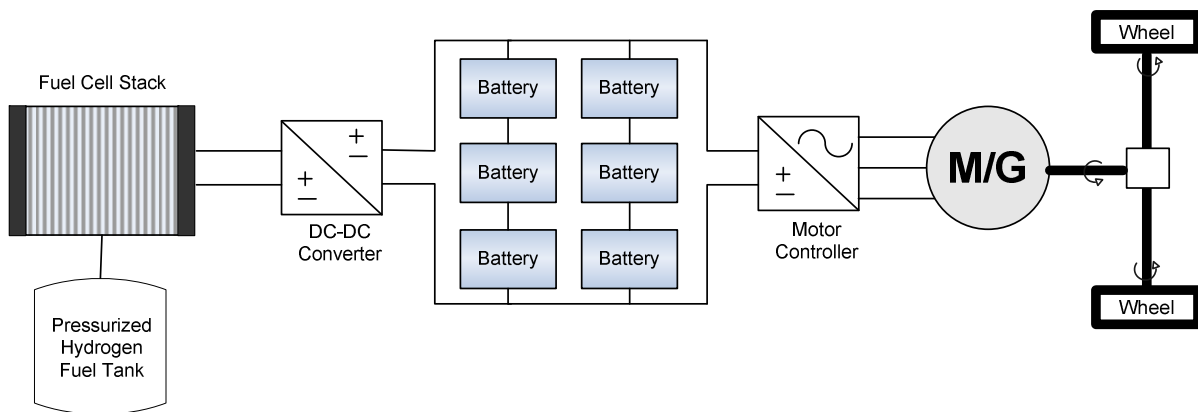 Fuel Cell Stack
Pressurized
Hydrogen
Fuel Tank
+
−
+
−
DC-DC
Converter
Battery
Battery
Battery
Battery
Battery
Battery
+
−
Motor
Controller
M/G
Wheel
Wheel